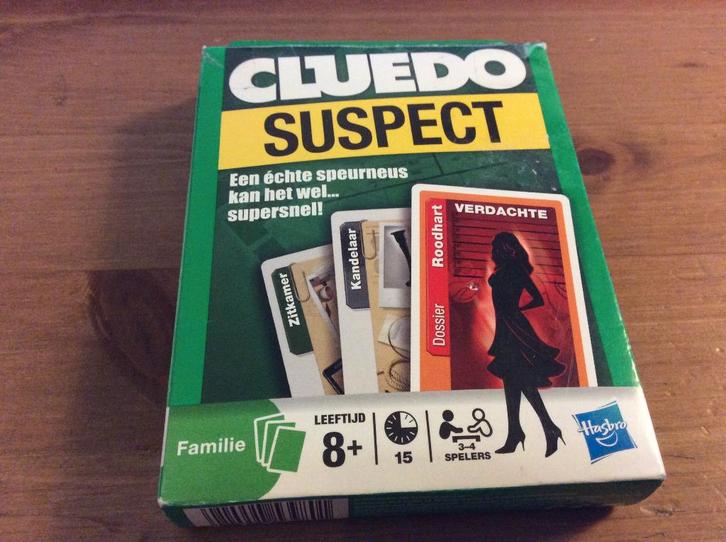 CLUEDO
SUSPECT
Een échte speurneus
kan het wel...
supersnel!
Zitkamer
Kandelaar
VERDACHTE
Dossier Roodhart
Familie
LEEFTIJD
8+
15
3-4
SPELERS
Hasbro